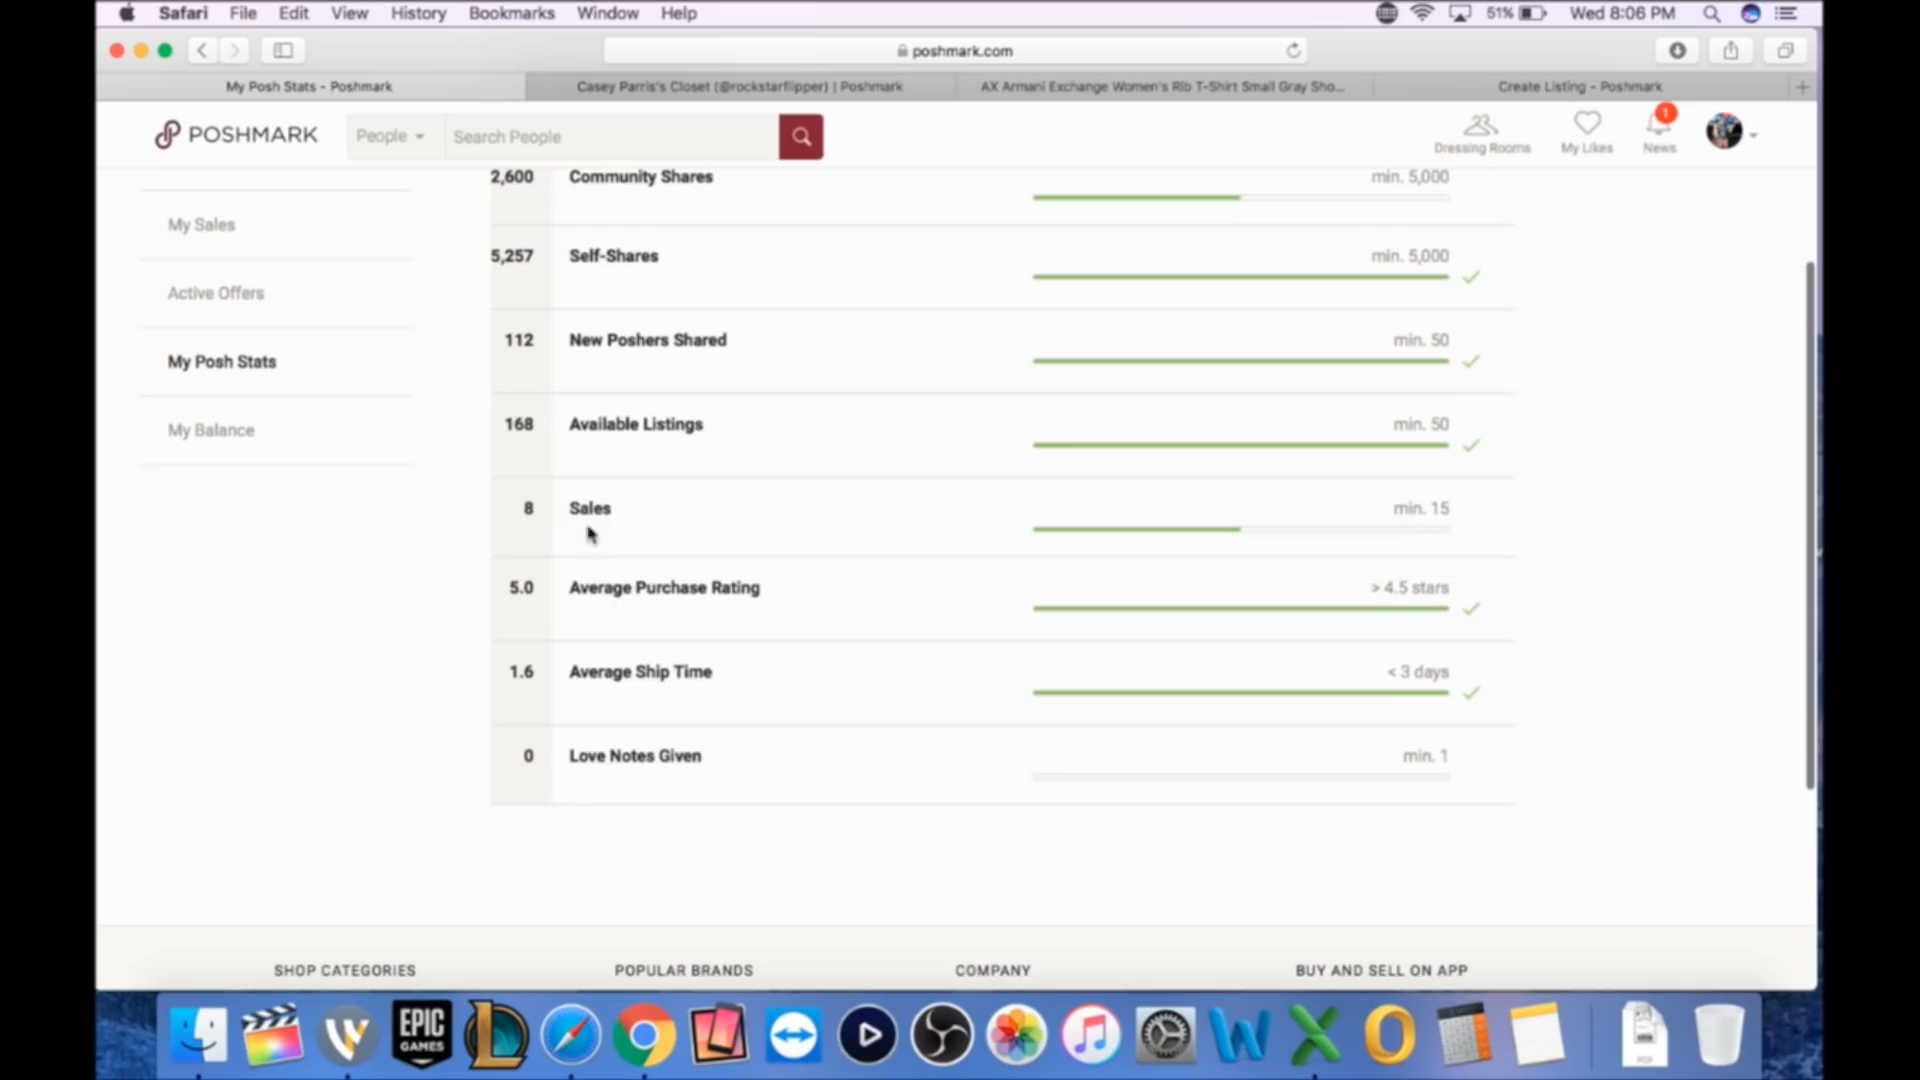 Safari File Edit View History Bookmarks Window Help 51% Wed 8:06 PM
poshmark.com
My Posh Stats - Poshmark
Casey Parris's Closet (@rockstarflipper) | Poshmark
AX Armani Exchange Women's Rib T-Shirt Small Gray Sho...
Create Listing - Poshmark
POSHMARK
People
Search People
Dressing Rooms
My Likes
1
News
My Sales
Active Offers
My Posh Stats
My Balance
2,600 Community Shares min. 5,000
5,257 Self-Shares min. 5,000
112 New Poshers Shared min. 50
168 Available Listings min. 50
8 Sales min. 15
5.0 Average Purchase Rating > 4.5 stars
1.6 Average Ship Time < 3 days
0 Love Notes Given min. 1
SHOP CATEGORIES
POPULAR BRANDS
COMPANY
BUY AND SELL ON APP
EPIC
GAMES